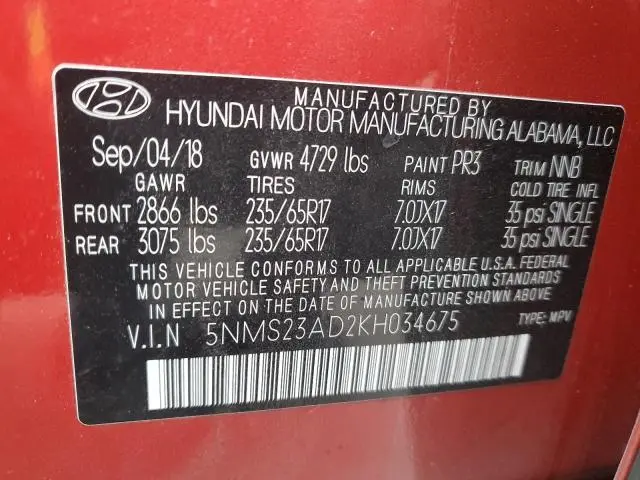 MANUFACTURED BY
HYUNDAI MOTOR MANUFACTURING ALABAMA, LLC
Sep/04/18 GVWR 4729 lbs PAINT PR3 TRIM NNB
GAWR TIRES RIMS COLD TIRE INFL
FRONT 2866 lbs 235/65R17 7.0JX17 35 psi SINGLE
REAR 3075 lbs 235/65R17 7.0JX17 35 psi SINGLE
THIS VEHICLE CONFORMS TO ALL APPLICABLE U.S.A. FEDERAL
MOTOR VEHICLE SAFETY AND THEFT PREVENTION STANDARDS
IN EFFECT ON THE DATE OF MANUFACTURE SHOWN ABOVE.
V.I.N 5NMS23AD2KH034675 TYPE: MPV